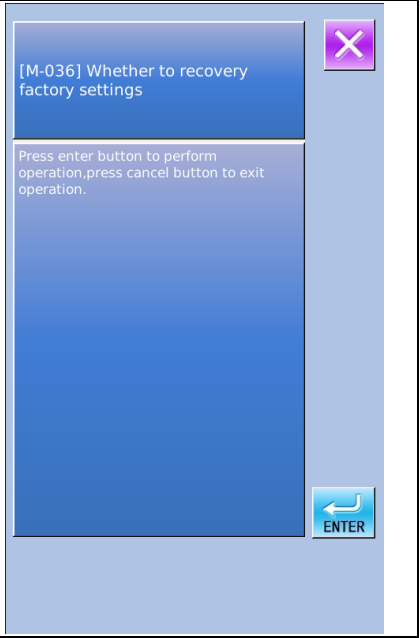 [M-036] Whether to recovery
factory settings
Press enter button to perform
operation,press cancel button to exit
operation.
ENTER